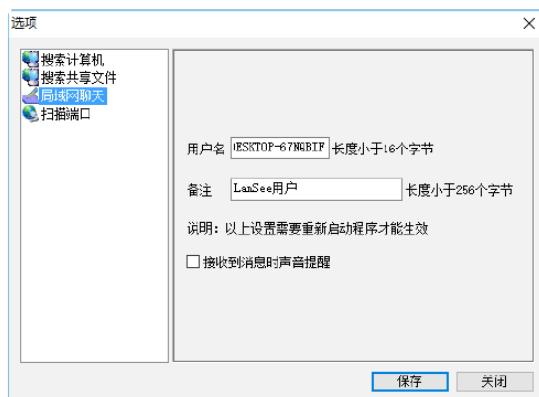 选项
搜索计算机
搜索共享文件
局域网聊天
扫描端口
用户名 ESKTOP-67NQBIF 长度小于16个字节
备注 LanSee用户 长度小于256个字节
说明：以上设置需要重新启动程序才能生效
接收到消息时声音提醒
保存 关闭